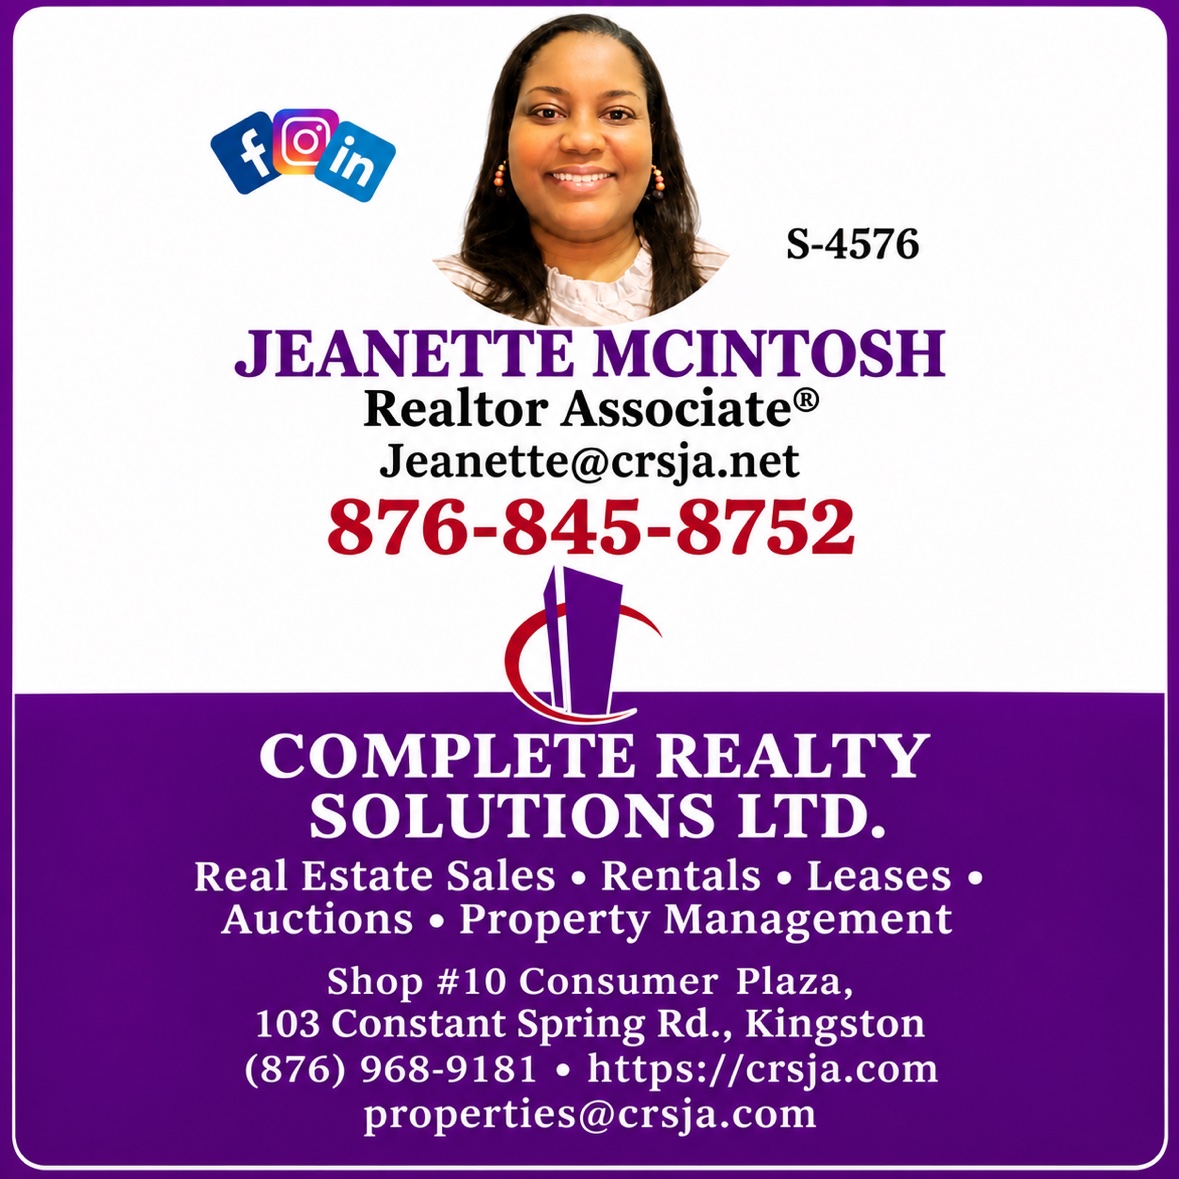 S-4576
JEANETTE MCINTOSH
Realtor Associate®
Jeanette@crsja.net
876-845-8752
COMPLETE REALTY
SOLUTIONS LTD.
Real Estate Sales • Rentals • Leases •
Auctions • Property Management
Shop #10 Consumer Plaza,
103 Constant Spring Rd., Kingston
(876) 968-9181 • https://crsja.com
properties@crsja.com